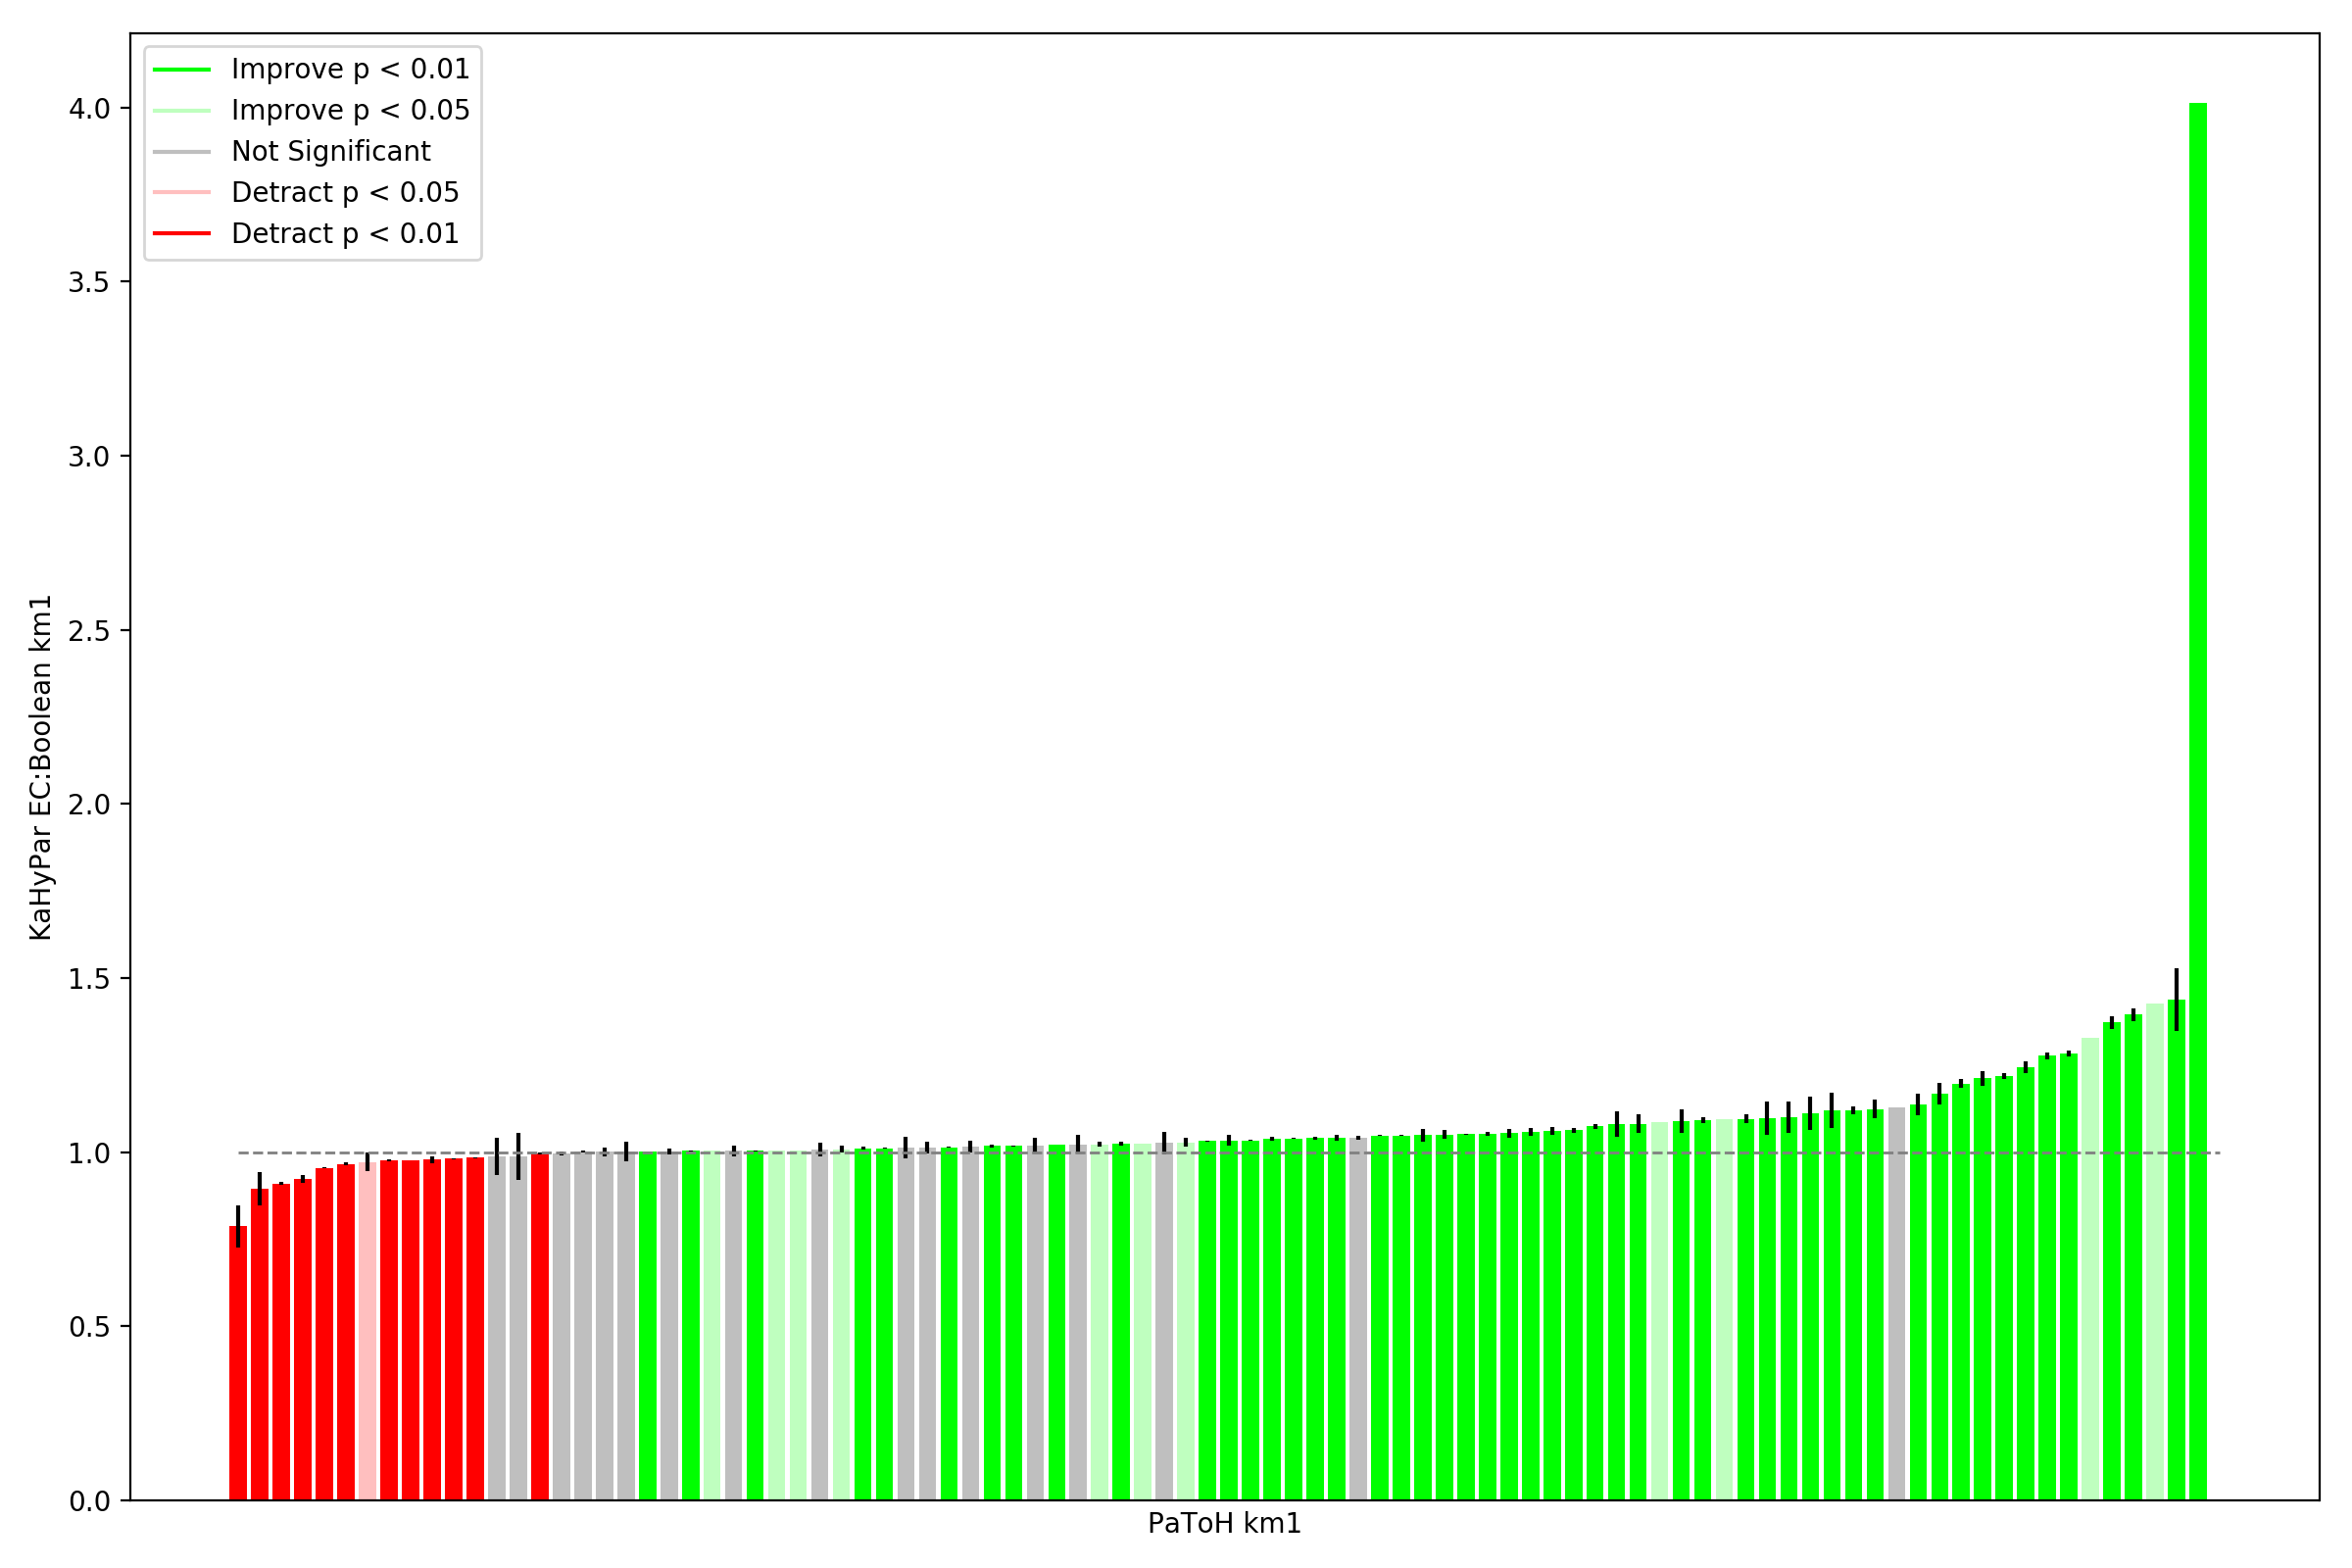 Improve p < 0.01
Improve p < 0.05
Not Significant
Detract p < 0.05
Detract p < 0.01
4.0
3.5
3.0
2.5
2.0
1.5
1.0
0.5
0.0
KaHyPar EC:Boolean km1
PaToH km1